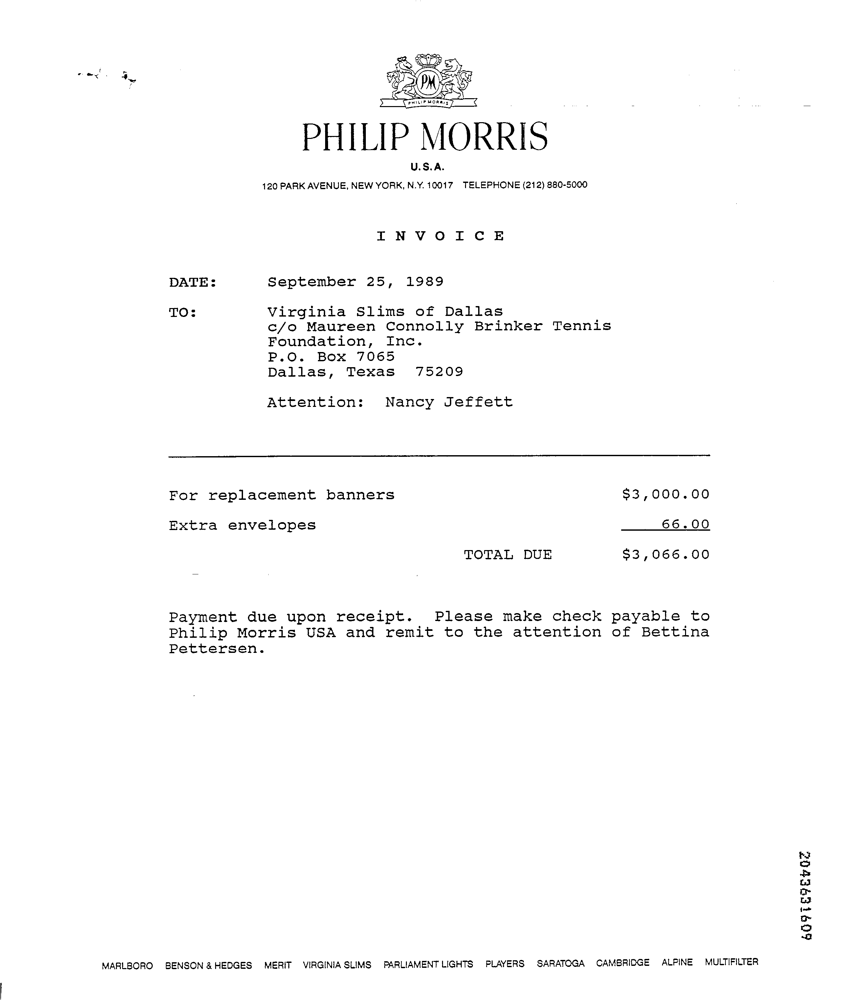 PM
PHILIP MORRIS
PHILIP MORRIS
U.S.A.
120 PARK AVENUE, NEW YORK, N.Y. 10017 TELEPHONE (212) 880-5000
I N V O I C E
DATE: September 25, 1989
TO: Virginia Slims of Dallas
c/o Maureen Connolly Brinker Tennis
Foundation, Inc.
P.O. Box 7065
Dallas, Texas 75209
Attention: Nancy Jeffett
For replacement banners $3,000.00
Extra envelopes 66.00
TOTAL DUE $3,066.00
Payment due upon receipt. Please make check payable to
Philip Morris USA and remit to the attention of Bettina
Pettersen.
2043631609
MARLBORO BENSON & HEDGES MERIT VIRGINIA SLIMS PARLIAMENT LIGHTS PLAYERS SARATOGA CAMBRIDGE ALPINE MULTIFILTER